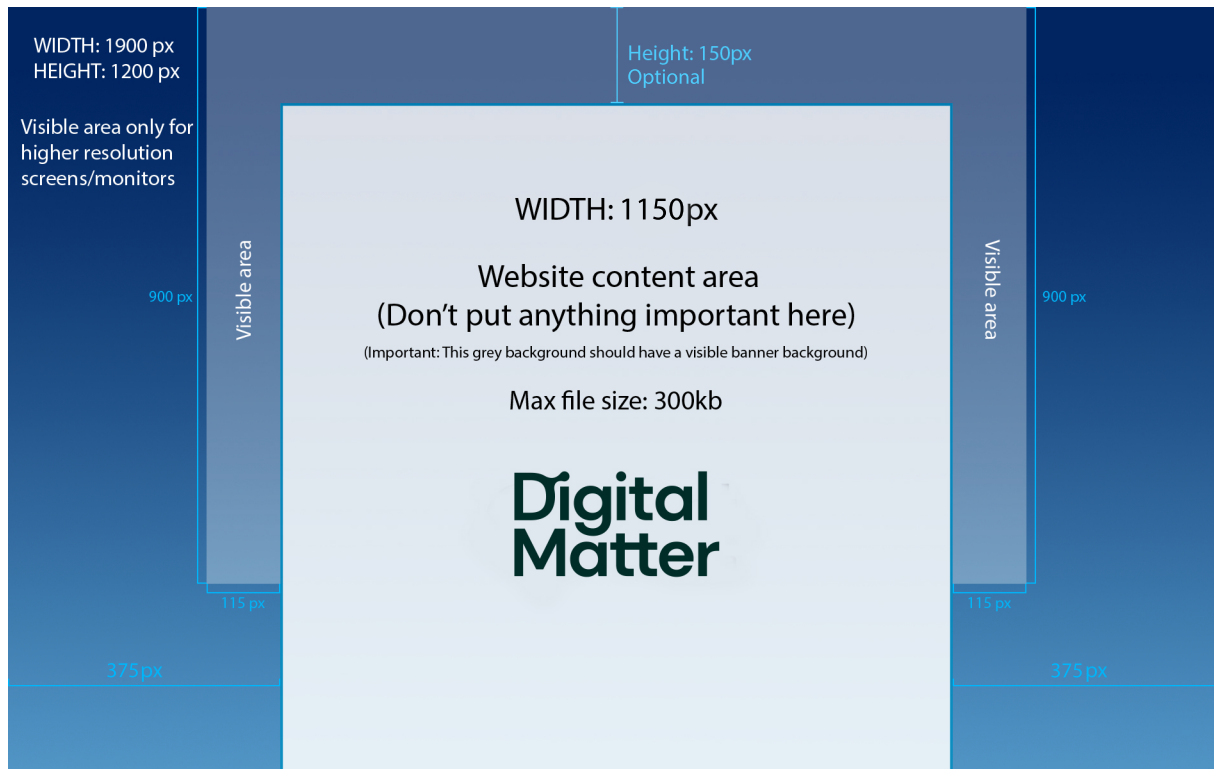 WIDTH: 1900 px
HEIGHT: 1200 px
Visible area only for
higher resolution
screens/monitors
Height: 150px
Optional
WIDTH: 1150px
Website content area
(Don't put anything important here)
(Important: This grey background should have a visible banner background)
Max file size: 300kb
Digital
Matter
Visible area
900 px
Visible area
900 px
115 px
115 px
375px
375px